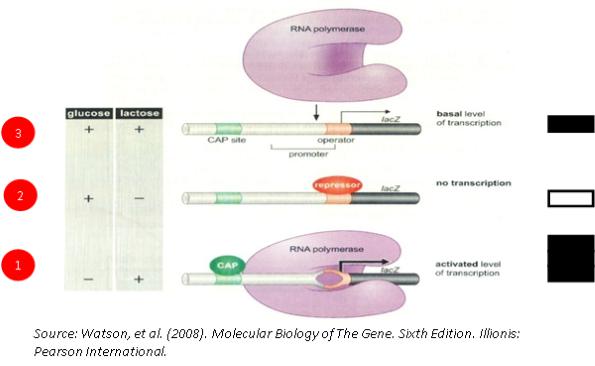 RNA polymerase
glucose lactose
3
+ +
CAP site
operator
lacZ
promoter
basal level
of transcription
2
+ −
repressor
lacZ
no transcription
1
− +
CAP
RNA polymerase
lacZ
activated level
of transcription
Source: Watson, et al. (2008). Molecular Biology of The Gene. Sixth Edition. Illionis:
Pearson International.